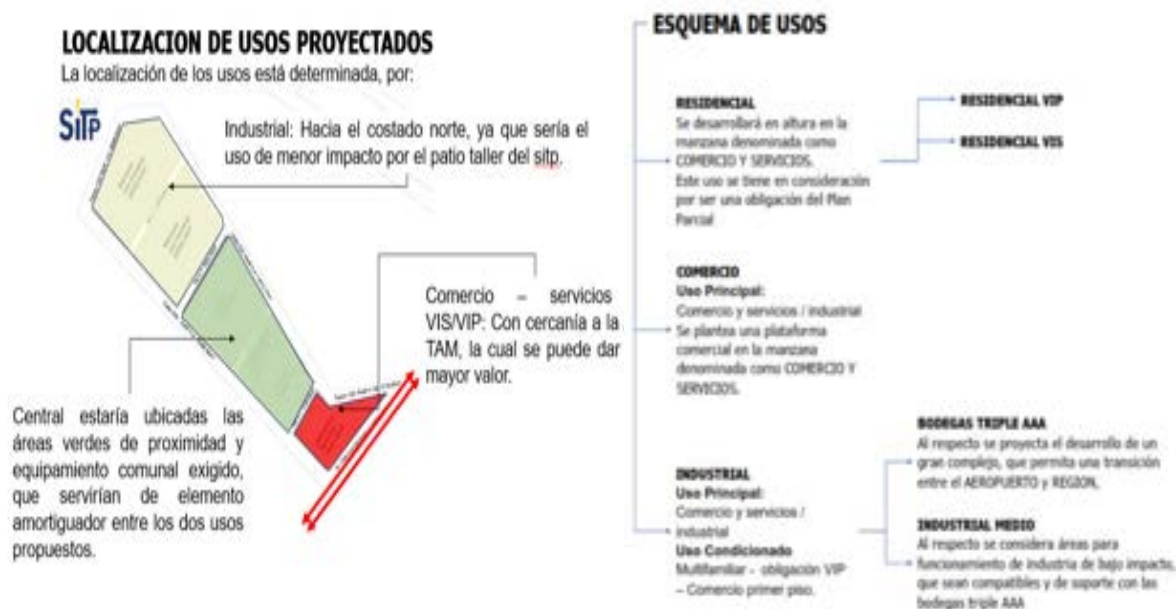 LOCALIZACION DE USOS PROYECTADOS
La localización de los usos está determinada, por:
SiTP
Industrial: Hacia el costado norte, ya que sería el
uso de menor impacto por el patio taller del sitp.
Comercio – servicios
VIS/VIP: Con cercanía a la
TAM, la cual se puede dar
mayor valor.
Central estaría ubicadas las
áreas verdes de proximidad y
equipamiento comunal exigido,
que servirían de elemento
amortiguador entre los dos usos
propuestos.
ESQUEMA DE USOS
RESIDENCIAL
Se desarrollará en altura en la
manzana denominada como
COMERCIO Y SERVICIOS.
Este uso se tiene en consideración
por ser una obligación del Plan
Parcial
RESIDENCIAL VIP
RESIDENCIAL VIS
COMERCIO
Uso Principal:
Comercio y servicios / industrial
Se plantea una plataforma
comercial en la manzana
denominada como COMERCIO Y
SERVICIOS.
INDUSTRIAL
Uso Principal:
Comercio y servicios /
industrial
Uso Condicionado
Multifamiliar – obligación VIP
– Comercio primer piso.
BODEGAS TRIPLE AAA
Al respecto se proyecta el desarrollo de un
gran complejo, que permita una transición
entre el AEROPUERTO y REGION,
INDUSTRIAL MEDIO
Al respecto se considera áreas para
funcionamiento de industria de bajo impacto,
que sean compatibles y de soporte con las
bodegas triple AAA